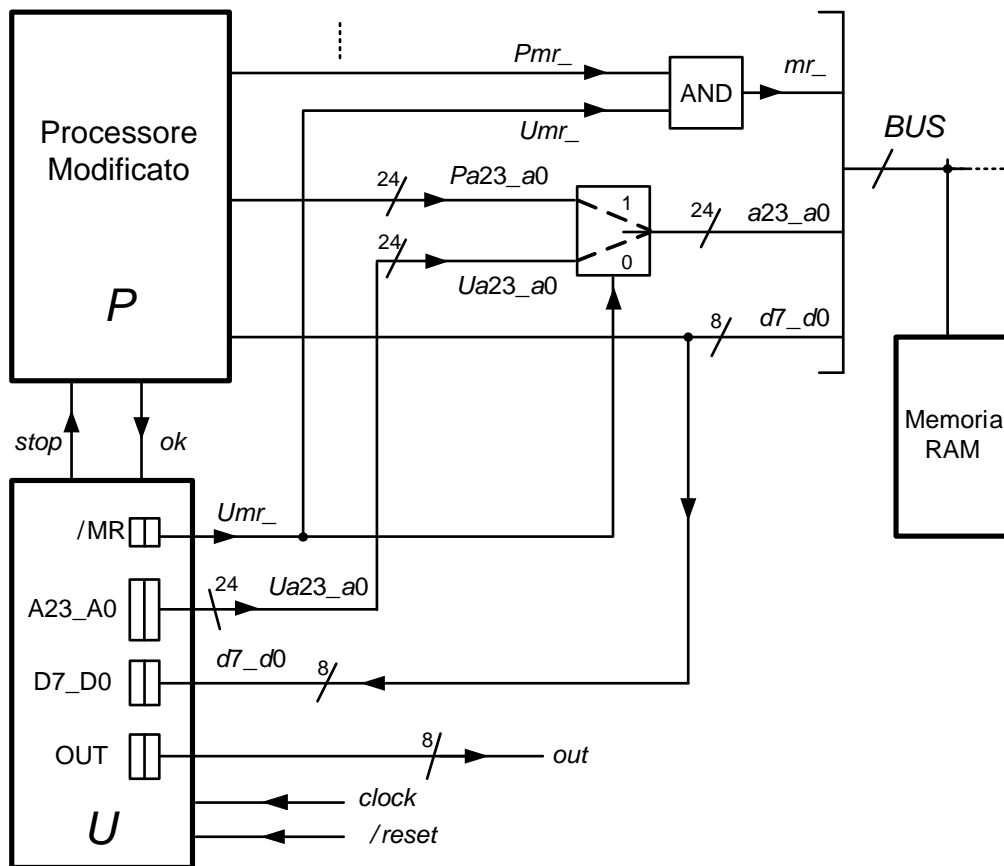 Pmr_
mr_
AND
Umr_
BUS
Processore
Modificato
24
Pa23_a0
1
24
a23_a0
24
0
Ua23_a0
P
8
d7_d0
Memoria
RAM
stop
ok
/MR
Umr_
A23_A0
24
Ua23_a0
D7_D0
d7_d0
8
OUT
8
out
U
clock
/reset